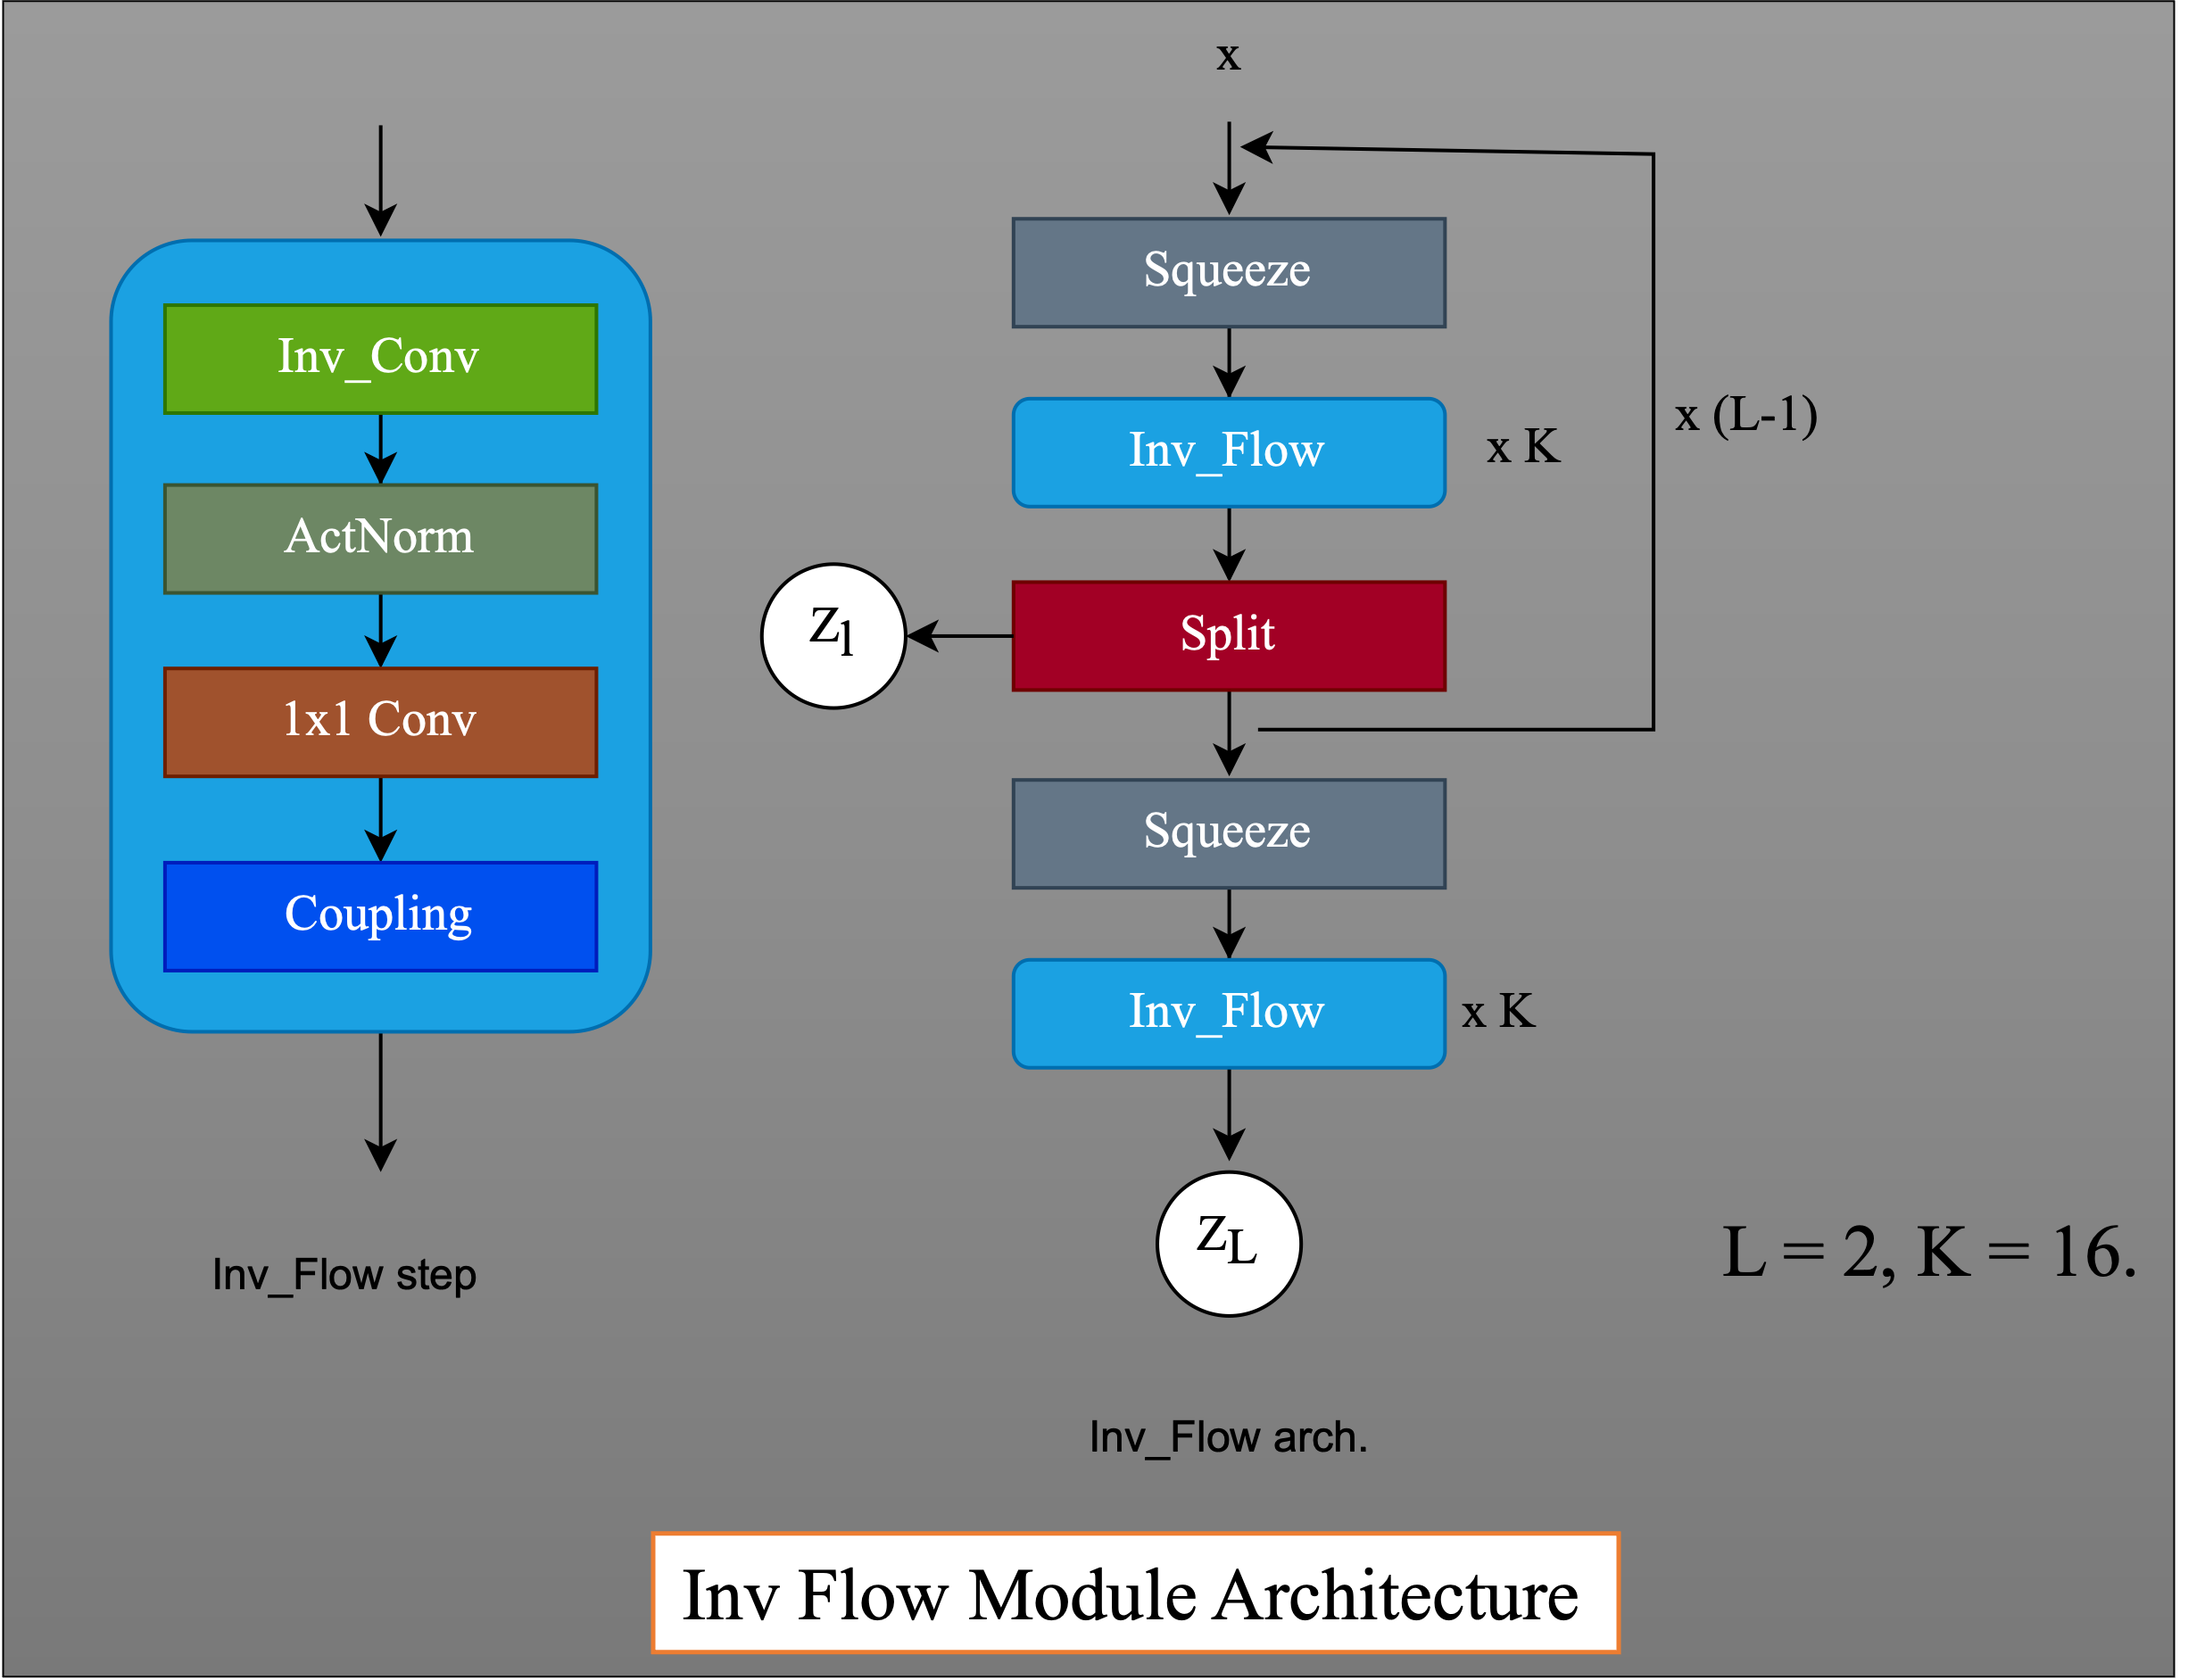 Inv_Conv
ActNorm
1x1 Conv
Coupling
Inv_Flow step
x
Squeeze
Inv_Flow
x K
x (L-1)
Split
z₁
Squeeze
Inv_Flow
x K
z_L
L = 2, K = 16.
Inv_Flow arch.
Inv Flow Module Architecture